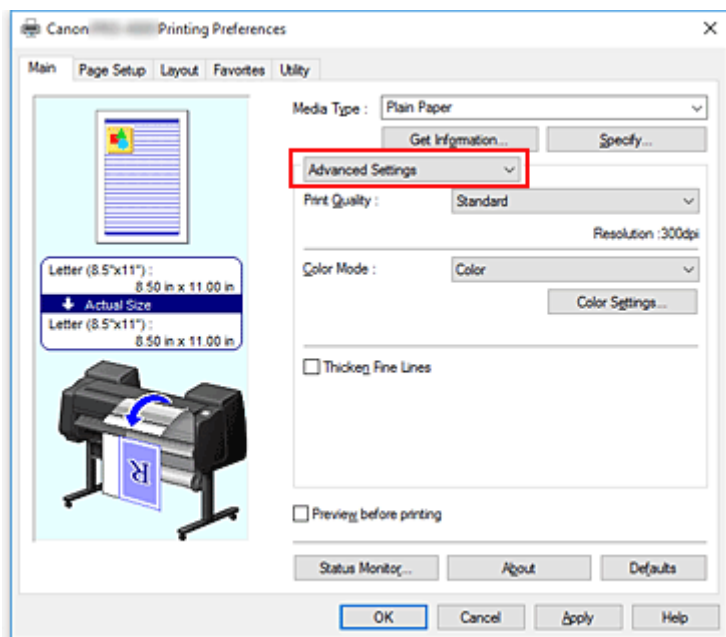 Canon Printing Preferences
Main Page Setup Layout Favorites Utility
Media Type : Plain Paper
Get Information... Specify...
Advanced Settings
Print Quality : Standard
Resolution :300dpi
Color Mode : Color
Color Settings...
Thicken Fine Lines
Letter (8.5"x11") :
8.50 in x 11.00 in
Actual Size
Letter (8.5"x11") :
8.50 in x 11.00 in
R
Preview before printing
Status Monitor... About Defaults
OK Cancel Apply Help